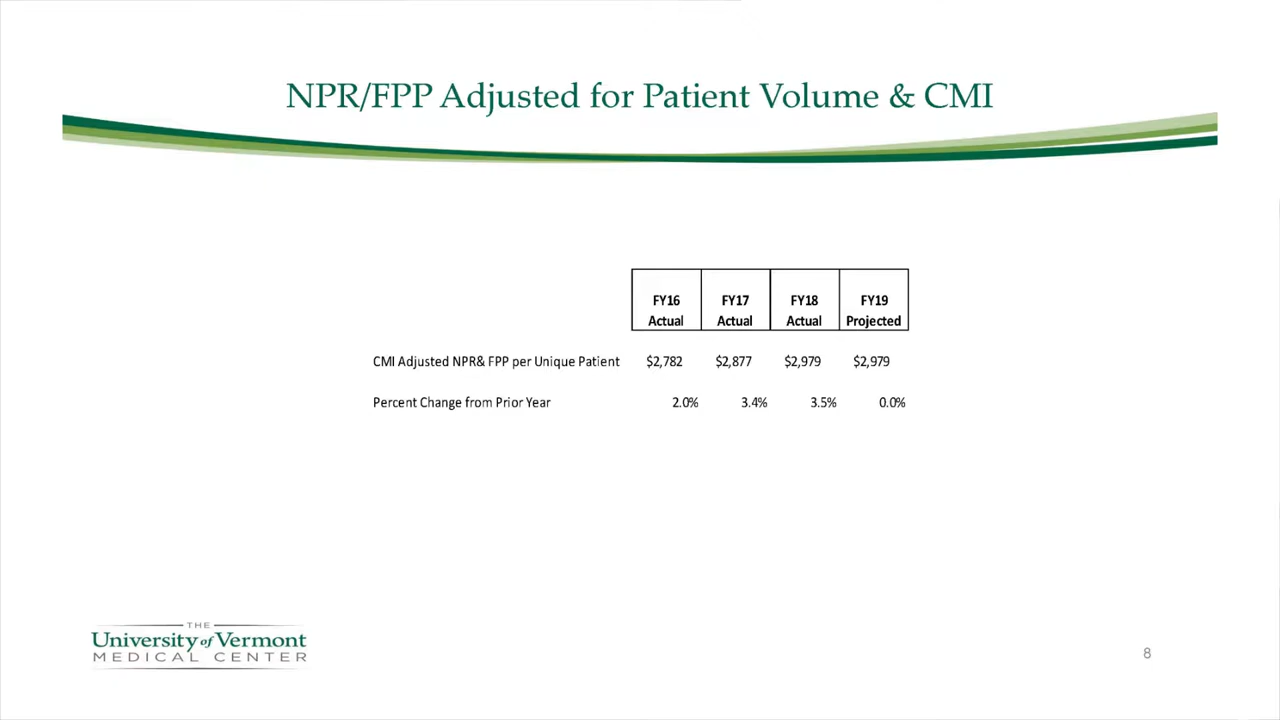 NPR/FPP Adjusted for Patient Volume & CMI
FY16 FY17 FY18 FY19
Actual Actual Actual Projected
CMI Adjusted NPR& FPP per Unique Patient $2,782 $2,877 $2,979 $2,979
Percent Change from Prior Year 2.0% 3.4% 3.5% 0.0%
THE
University of Vermont
MEDICAL CENTER
8